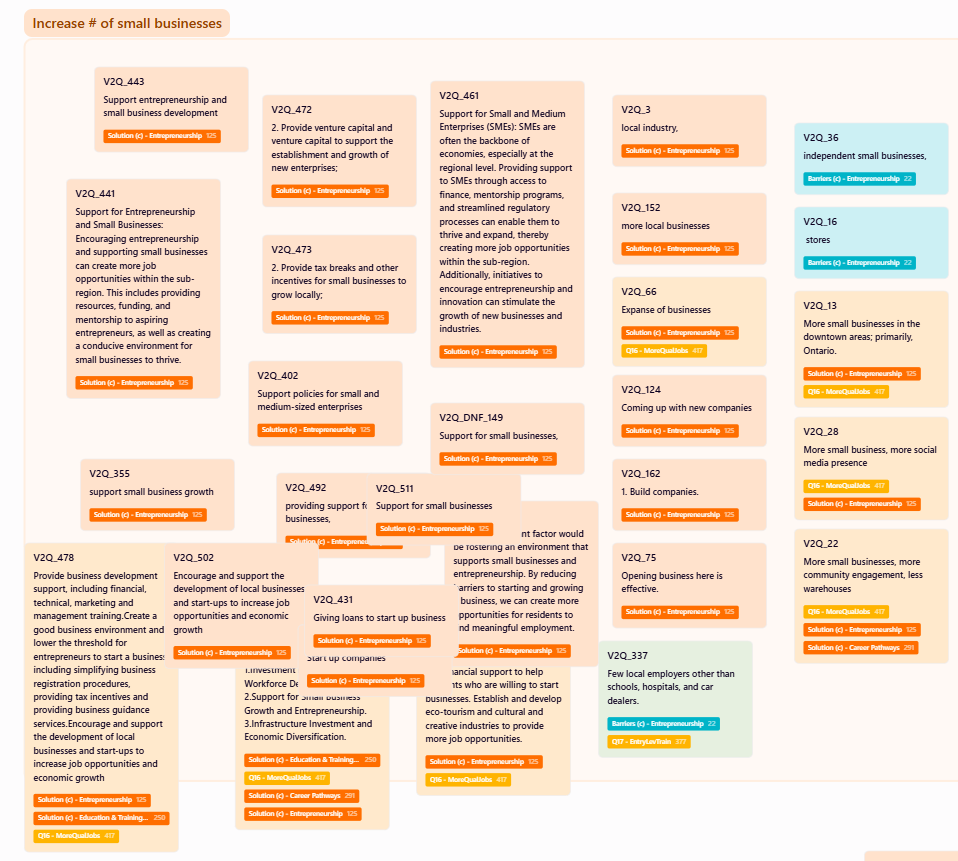 Increase # of small businesses
V2Q_443
Support entrepreneurship and
small business development
Solution (c) - Entrepreneurship 125
V2Q_441
Support for Entrepreneurship
and Small Businesses:
Encouraging entrepreneurship
and supporting small businesses
can create more job
opportunities within the sub-
region. This includes providing
resources, funding, and
mentorship to aspiring
entrepreneurs, as well as creating
a conducive environment for
small businesses to thrive.
Solution (c) - Entrepreneurship 125
V2Q_472
2. Provide venture capital and
venture capital to support the
establishment and growth of
new enterprises;
Solution (c) - Entrepreneurship 125
V2Q_473
2. Provide tax breaks and other
incentives for small businesses to
grow locally;
Solution (c) - Entrepreneurship 125
V2Q_402
Support policies for small and
medium-sized enterprises
Solution (c) - Entrepreneurship 125
V2Q_461
Support for Small and Medium
Enterprises (SMEs): SMEs are
often the backbone of
economies, especially at the
regional level. Providing support
to SMEs through access to
finance, mentorship programs,
and streamlined regulatory
processes can enable them to
thrive and expand, thereby
creating more job opportunities
within the sub-region.
Additionally, initiatives to
encourage entrepreneurship and
innovation can stimulate the
growth of new businesses and
industries.
Solution (c) - Entrepreneurship 125
V2Q_DNF_149
Support for small businesses,
Solution (c) - Entrepreneurship 125
V2Q_3
local industry,
Solution (c) - Entrepreneurship 125
V2Q_152
more local businesses
Solution (c) - Entrepreneurship 125
V2Q_66
Expanse of businesses
Solution (c) - Entrepreneurship 125
Q16 - MoreQualJobs 417
V2Q_124
Coming up with new companies
Solution (c) - Entrepreneurship 125
V2Q_162
1. Build companies.
Solution (c) - Entrepreneurship 125
V2Q_75
Opening business here is
effective.
Solution (c) - Entrepreneurship 125
V2Q_337
Few local employers other than
schools, hospitals, and car
dealers.
Barriers (c) - Entrepreneurship 22
Q17 - EntryLevTrain 377
V2Q_36
independent small businesses,
Barriers (c) - Entrepreneurship 22
V2Q_16
stores
Barriers (c) - Entrepreneurship 22
V2Q_13
More small businesses in the
downtown areas; primarily,
Ontario.
Solution (c) - Entrepreneurship 125
Q16 - MoreQualJobs 417
V2Q_28
More small business, more social
media presence
Q16 - MoreQualJobs 417
Solution (c) - Entrepreneurship 125
V2Q_22
More small businesses, more
community engagement, less
warehouses
Q16 - MoreQualJobs 417
Solution (c) - Entrepreneurship 125
Solution (c) - Career Pathways 291
V2Q_355
support small business growth
Solution (c) - Entrepreneurship 125
V2Q_492
providing support
businesses,
Solution (c)
V2Q_511
Support for small businesses
Solution (c) - Entrepreneurship 125
nt factor would
be fostering an environment that
supports small businesses and
entrepreneurship. By reducing
arriers to starting and growing
business, we can create more
pportunities for residents to
nd meaningful employment.
Solution (c) - Entrepreneurship 125
V2Q_478
Provide business development
support, including financial,
technical, marketing and
management training.Create a
good business environment and
lower the threshold for
entrepreneurs to start a business
including simplifying business
registration procedures,
providing tax incentives and
providing business guidance
services.Encourage and support
the development of local
businesses and start-ups to
increase job opportunities and
economic growth
Solution (c) - Entrepreneurship 125
Solution (c) - Education & Training... 250
Q16 - MoreQualJobs 417
V2Q_502
Encourage and support the
development of local businesses
and start-ups to increase job
opportunities and economic
growth
Solution (c) - Entrepreneurship 125
V2Q_431
Giving loans to start up business
Solution (c) - Entrepreneurship 125
Start up companies
Solution (c) - Entrepreneurship 125
1.Investment
Workforce De
2.Support for Small Business
Growth and Entrepreneurship.
3.Infrastructure Investment and
Economic Diversification.
Solution (c) - Education & Training... 250
Q16 - MoreQualJobs 417
Solution (c) - Career Pathways 291
Solution (c) - Entrepreneurship 125
nancial support to help
nts who are willing to start
businesses. Establish and develop
eco-tourism and cultural and
creative industries to provide
more job opportunities.
Solution (c) - Entrepreneurship 125
Q16 - MoreQualJobs 417